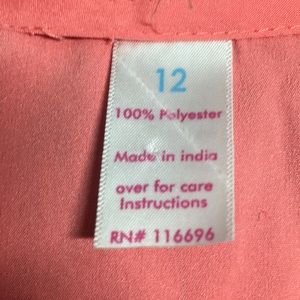 12
100% Polyester
Made in india
over for care
Instructions
RN# 116696